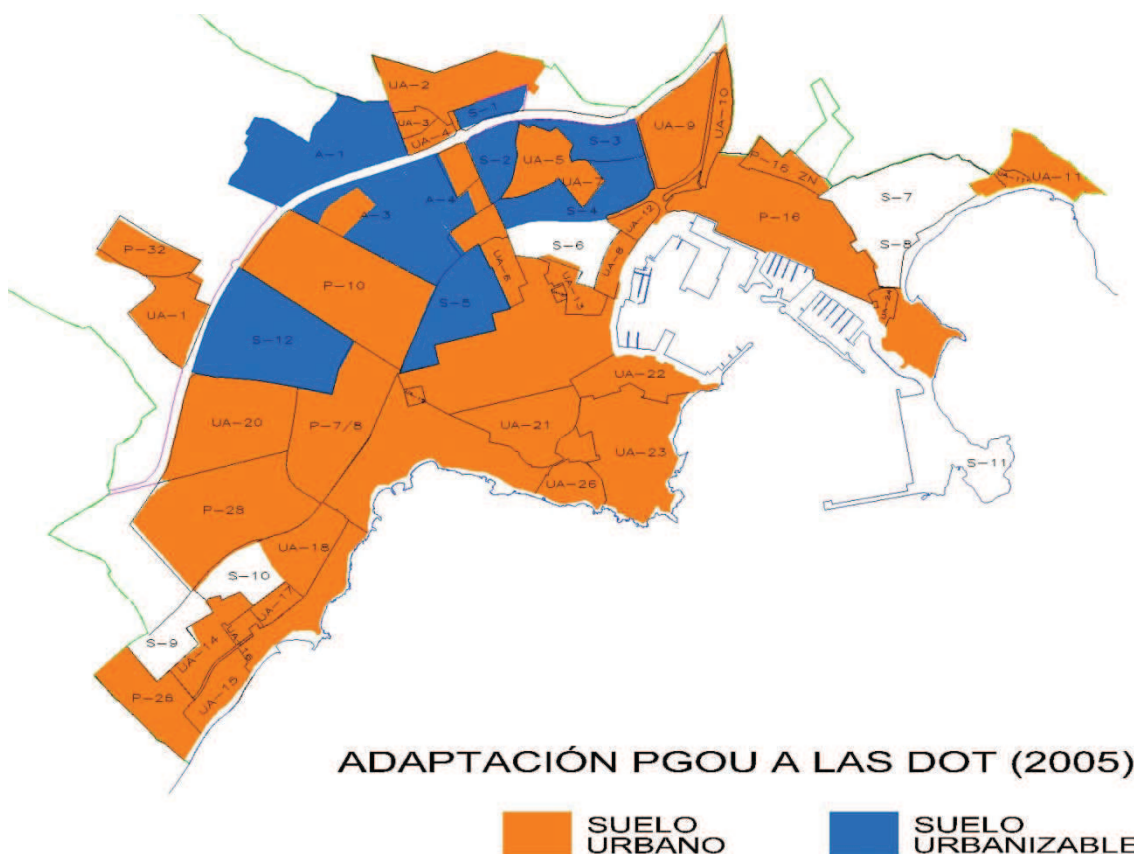 UA-2
UA-3
UA-4
S-1
A-1
S-2
UA-5
S-3
UA-7
S-4
UA-9
UA-10
P-16 ZN
UA-11
S-7
P-16
S-8
A-4
A-3
UA-12
S-6
UA-8
UA-6
UA-13
P-32
UA-1
P-10
S-5
S-12
UA-24
UA-22
UA-20
P-7/8
UA-21
UA-23
UA-26
S-11
P-28
UA-18
S-10
UA-17
UA-16
S-9
UA-14
P-26
UA-15
ADAPTACIÓN PGOU A LAS DOT (2005)
SUELO
URBANO
SUELO
URBANIZABLE